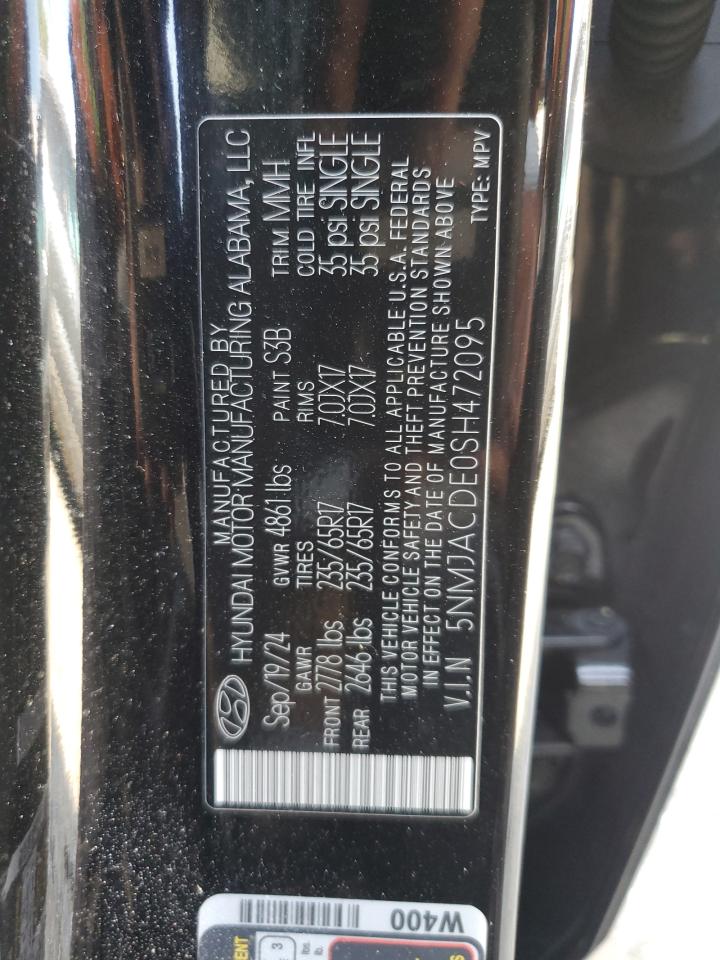 MANUFACTURED BY
HYUNDAI MOTOR MANUFACTURING ALABAMA, LLC
Sep/19/24 GVWR 4861 lbs PAINT S3B TRIM MMH
GAWR TIRES RIMS COLD TIRE INFL
FRONT 2778 lbs 235/65R17 7.0JX17 35 psi SINGLE
REAR 2646 lbs 235/65R17 7.0JX17 35 psi SINGLE
THIS VEHICLE CONFORMS TO ALL APPLICABLE U.S.A. FEDERAL
MOTOR VEHICLE SAFETY AND THEFT PREVENTION STANDARDS
IN EFFECT ON THE DATE OF MANUFACTURE SHOWN ABOVE
V.I.N 5NMJACDE0SH472095 TYPE: MPV
W400
3
lbs.
lb.